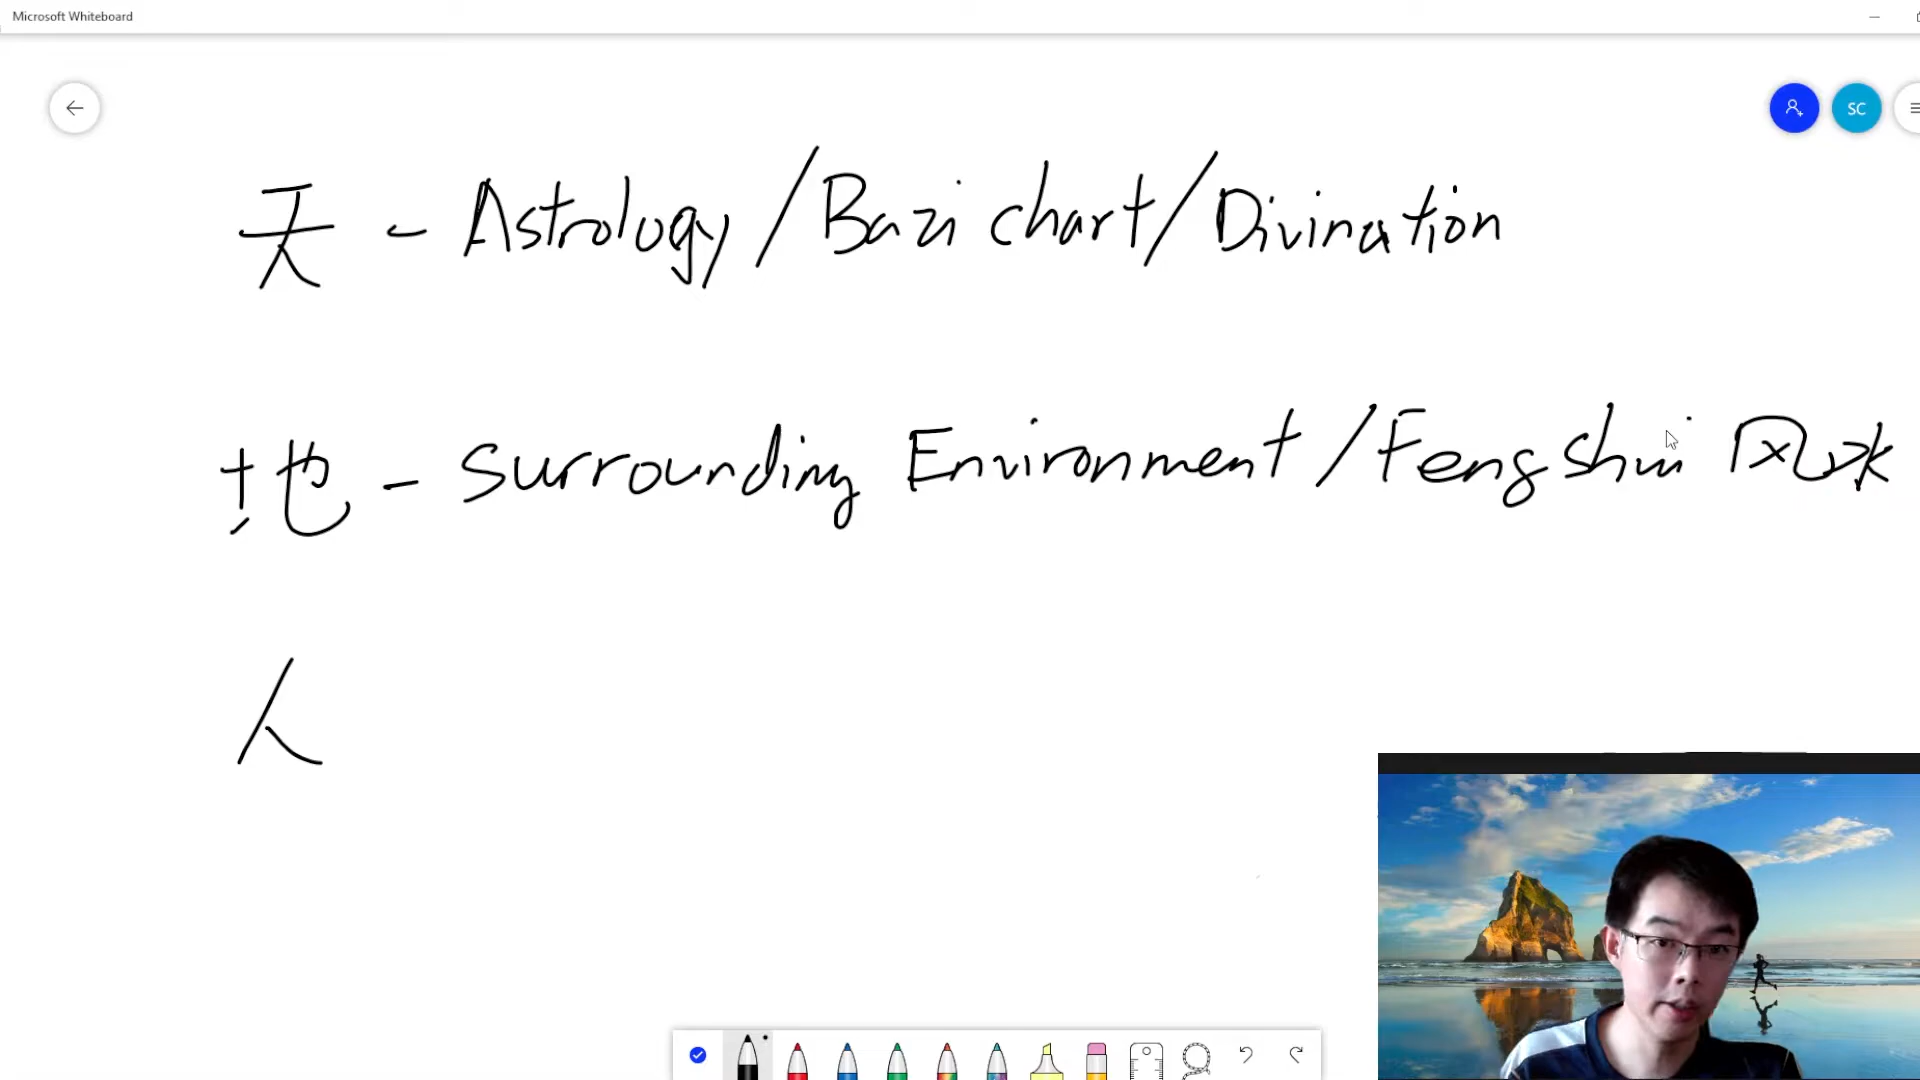 Microsoft Whiteboard
SC
天 - Astrology / Bazi chart / Divination
地 - Surrounding Environment / Feng shui 风水
人